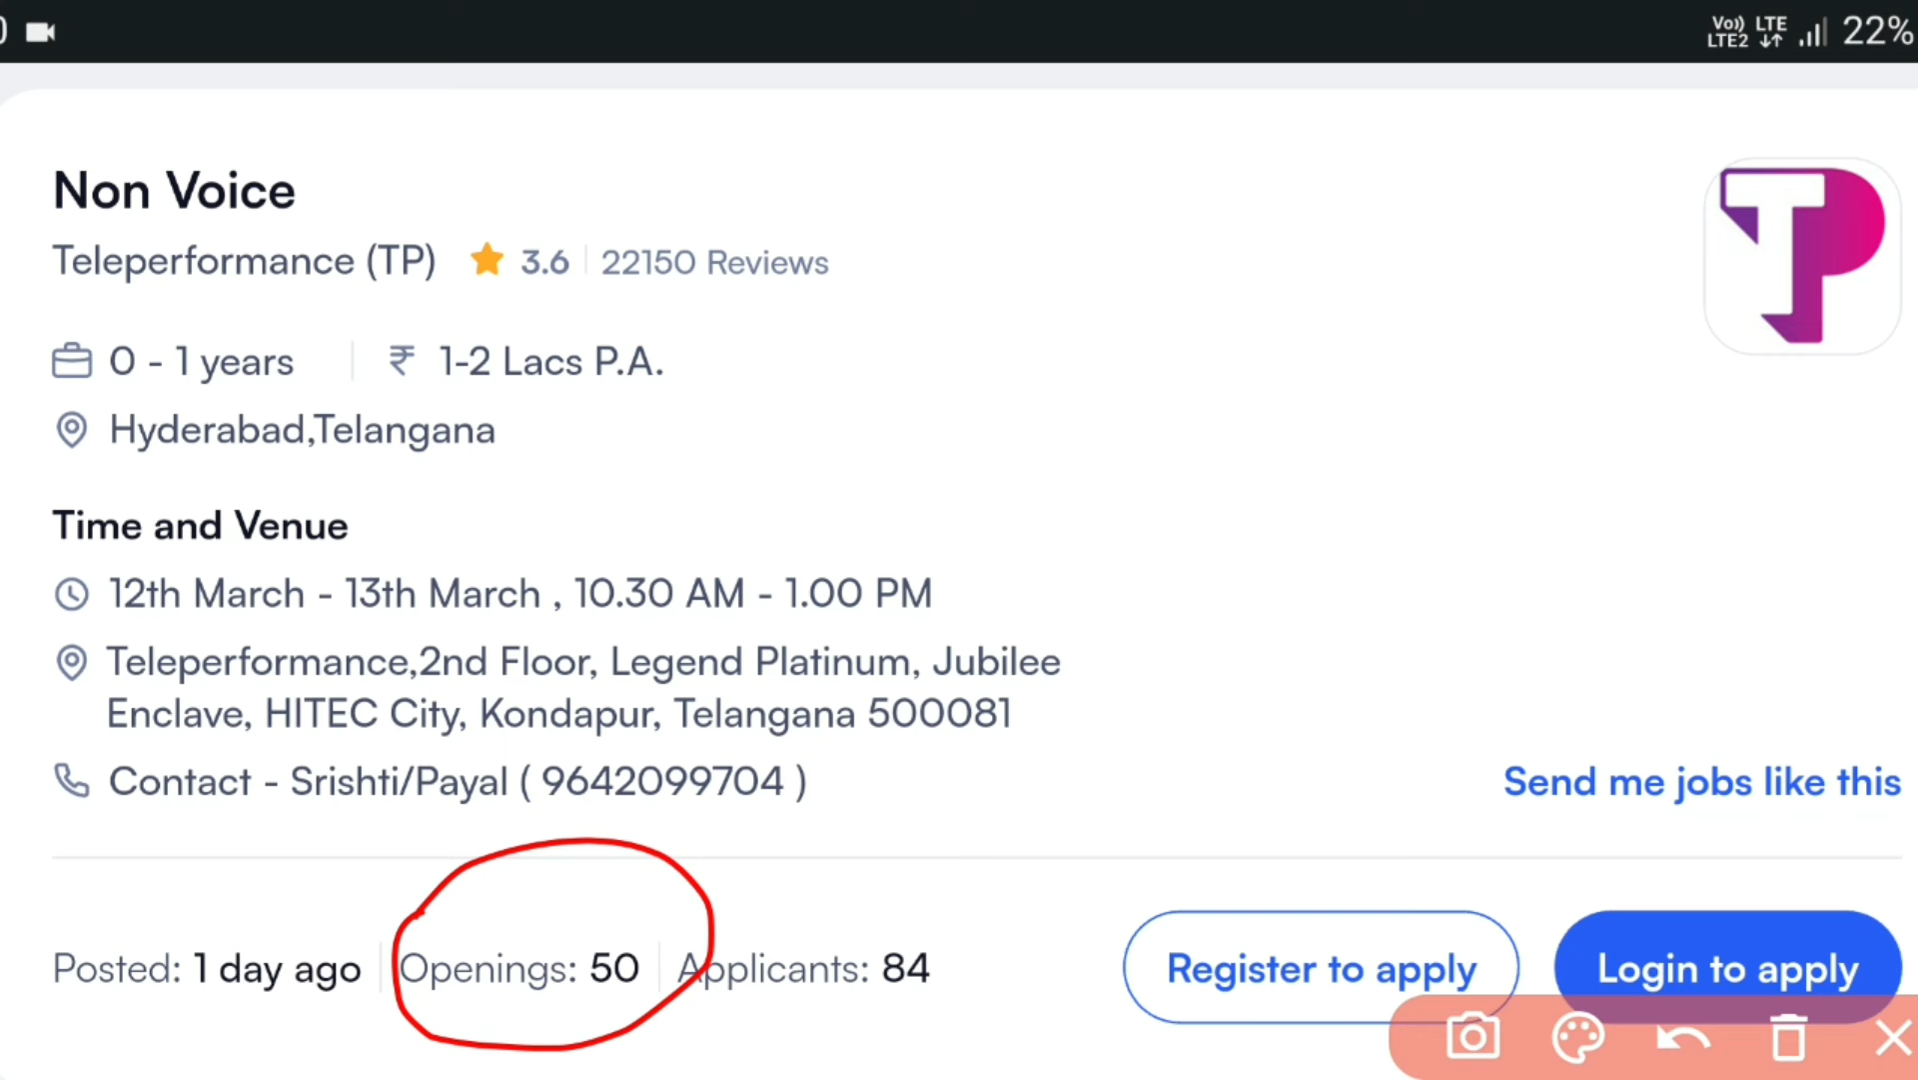 Vo)) LTE
LTE2
22%
Non Voice
Teleperformance (TP) 3.6 22150 Reviews
0 - 1 years ₹ 1-2 Lacs P.A.
Hyderabad,Telangana
Time and Venue
12th March - 13th March , 10.30 AM - 1.00 PM
Teleperformance,2nd Floor, Legend Platinum, Jubilee
Enclave, HITEC City, Kondapur, Telangana 500081
Contact - Srishti/Payal ( 9642099704 )
Send me jobs like this
Posted: 1 day ago Openings: 50 Applicants: 84
Register to apply
Login to apply
TP